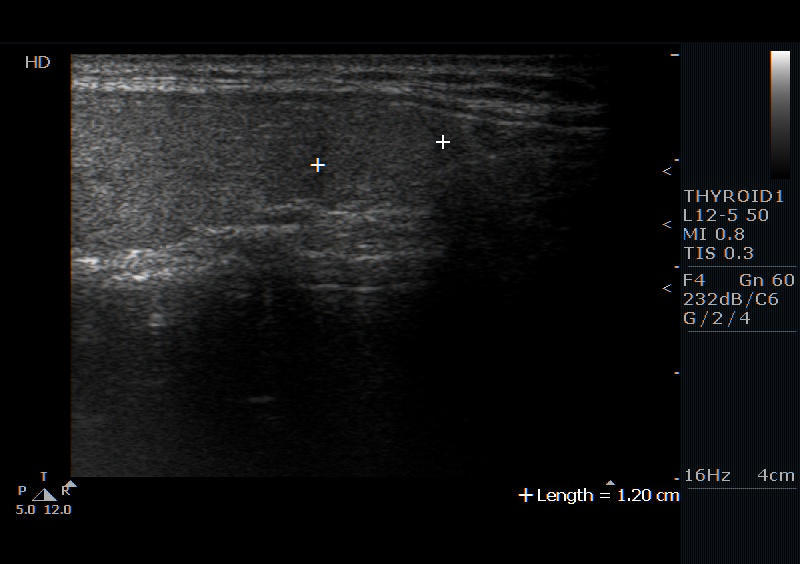 HD
THYROID1
L12-5 50
MI 0.8
TIS 0.3
F4 Gn 60
232dB/C6
G/2/4
16Hz 4cm
T
P R
5.0 12.0
+ Length = 1.20 cm